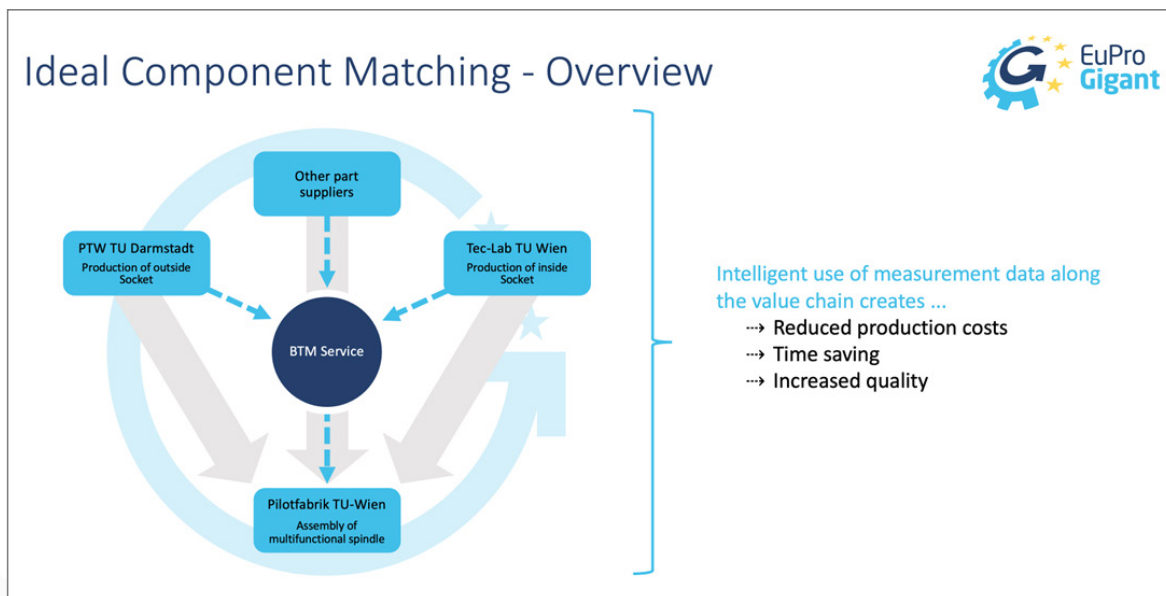 Ideal Component Matching - Overview
EuPro
Gigant
Other part
suppliers
PTW TU Darmstadt
Production of outside
Socket
Tec-Lab TU Wien
Production of inside
Socket
BTM Service
Pilotfabrik TU-Wien
Assembly of
multifunctional spindle
Intelligent use of measurement data along
the value chain creates ...
⇢ Reduced production costs
⇢ Time saving
⇢ Increased quality